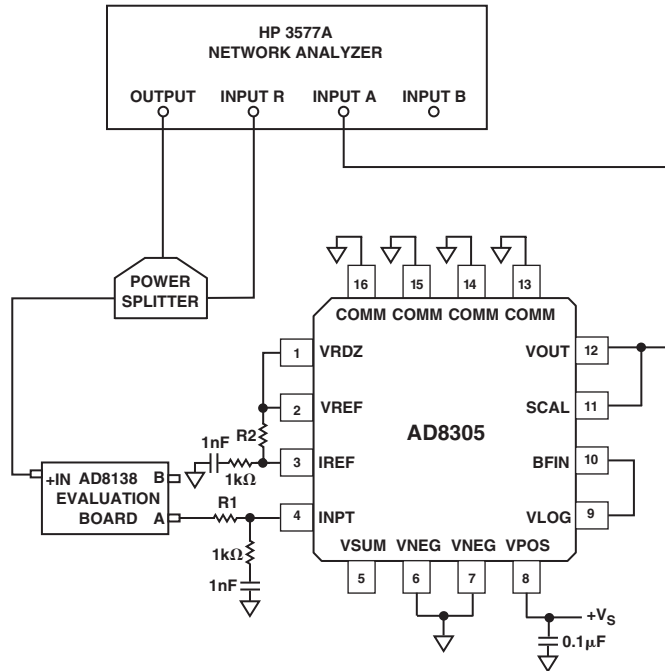 HP 3577A
NETWORK ANALYZER
OUTPUT
INPUT R
INPUT A
INPUT B
POWER
SPLITTER
16
15
14
13
COMM
COMM
COMM
COMM
1
VRDZ
VOUT
12
2
VREF
SCAL
11
R2
AD8305
1nF
1kΩ
3
IREF
BFIN
10
+IN
AD8138
B
EVALUATION
BOARD
A
R1
4
INPT
VLOG
9
1kΩ
1nF
VSUM
VNEG
VNEG
VPOS
5
6
7
8
+VS
0.1μF